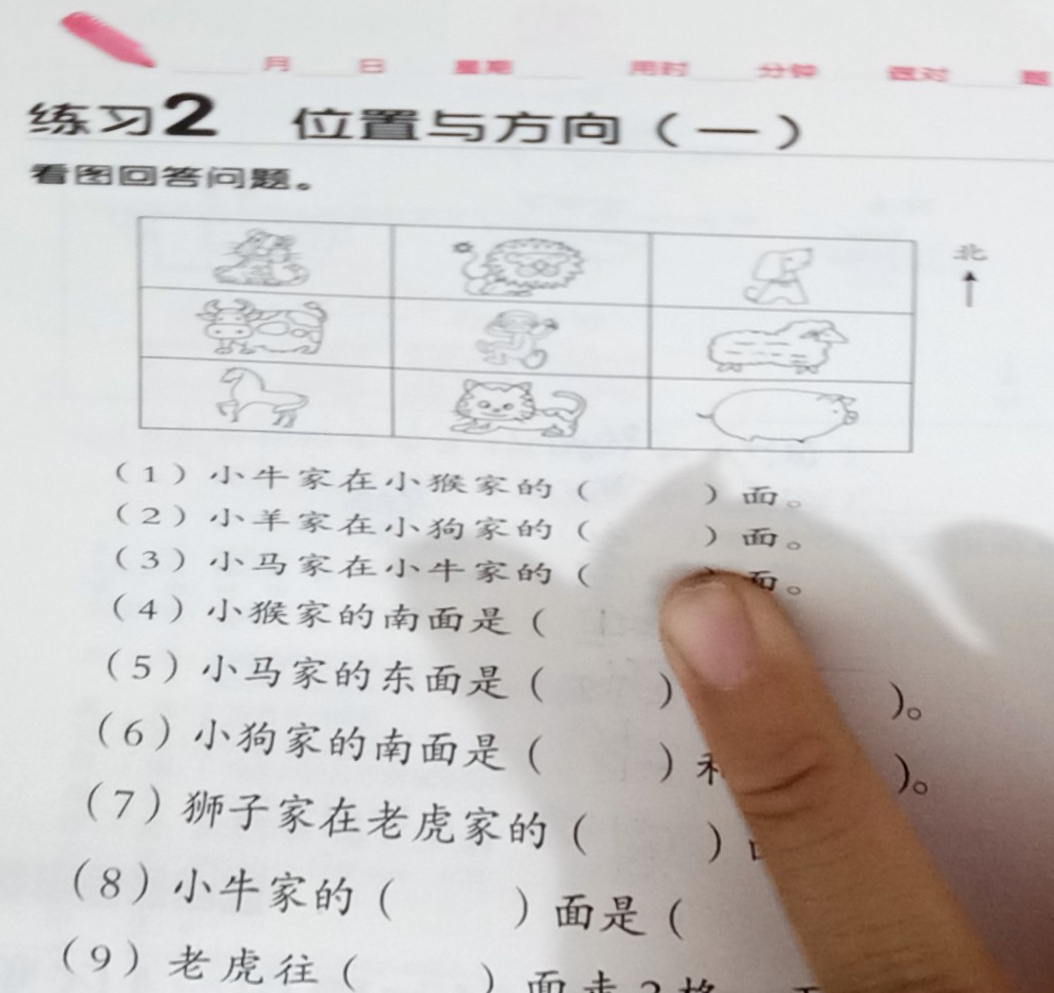 月 日 星期 用时 分钟 做对 题
练习2 位置与方向(一)
看图回答问题。
北
(1)小牛家在小猴家的( )面。
(2)小羊家在小狗家的( )面。
(3)小马家在小牛家的( )面。
(4)小猴家的南面是(
(5)小马家的东面是( ) )。
(6)小狗家的南面是( )和 )。
(7)狮子家在老虎家的( )
(8)小牛家的( )面是(
(9)老虎往( )面走2格